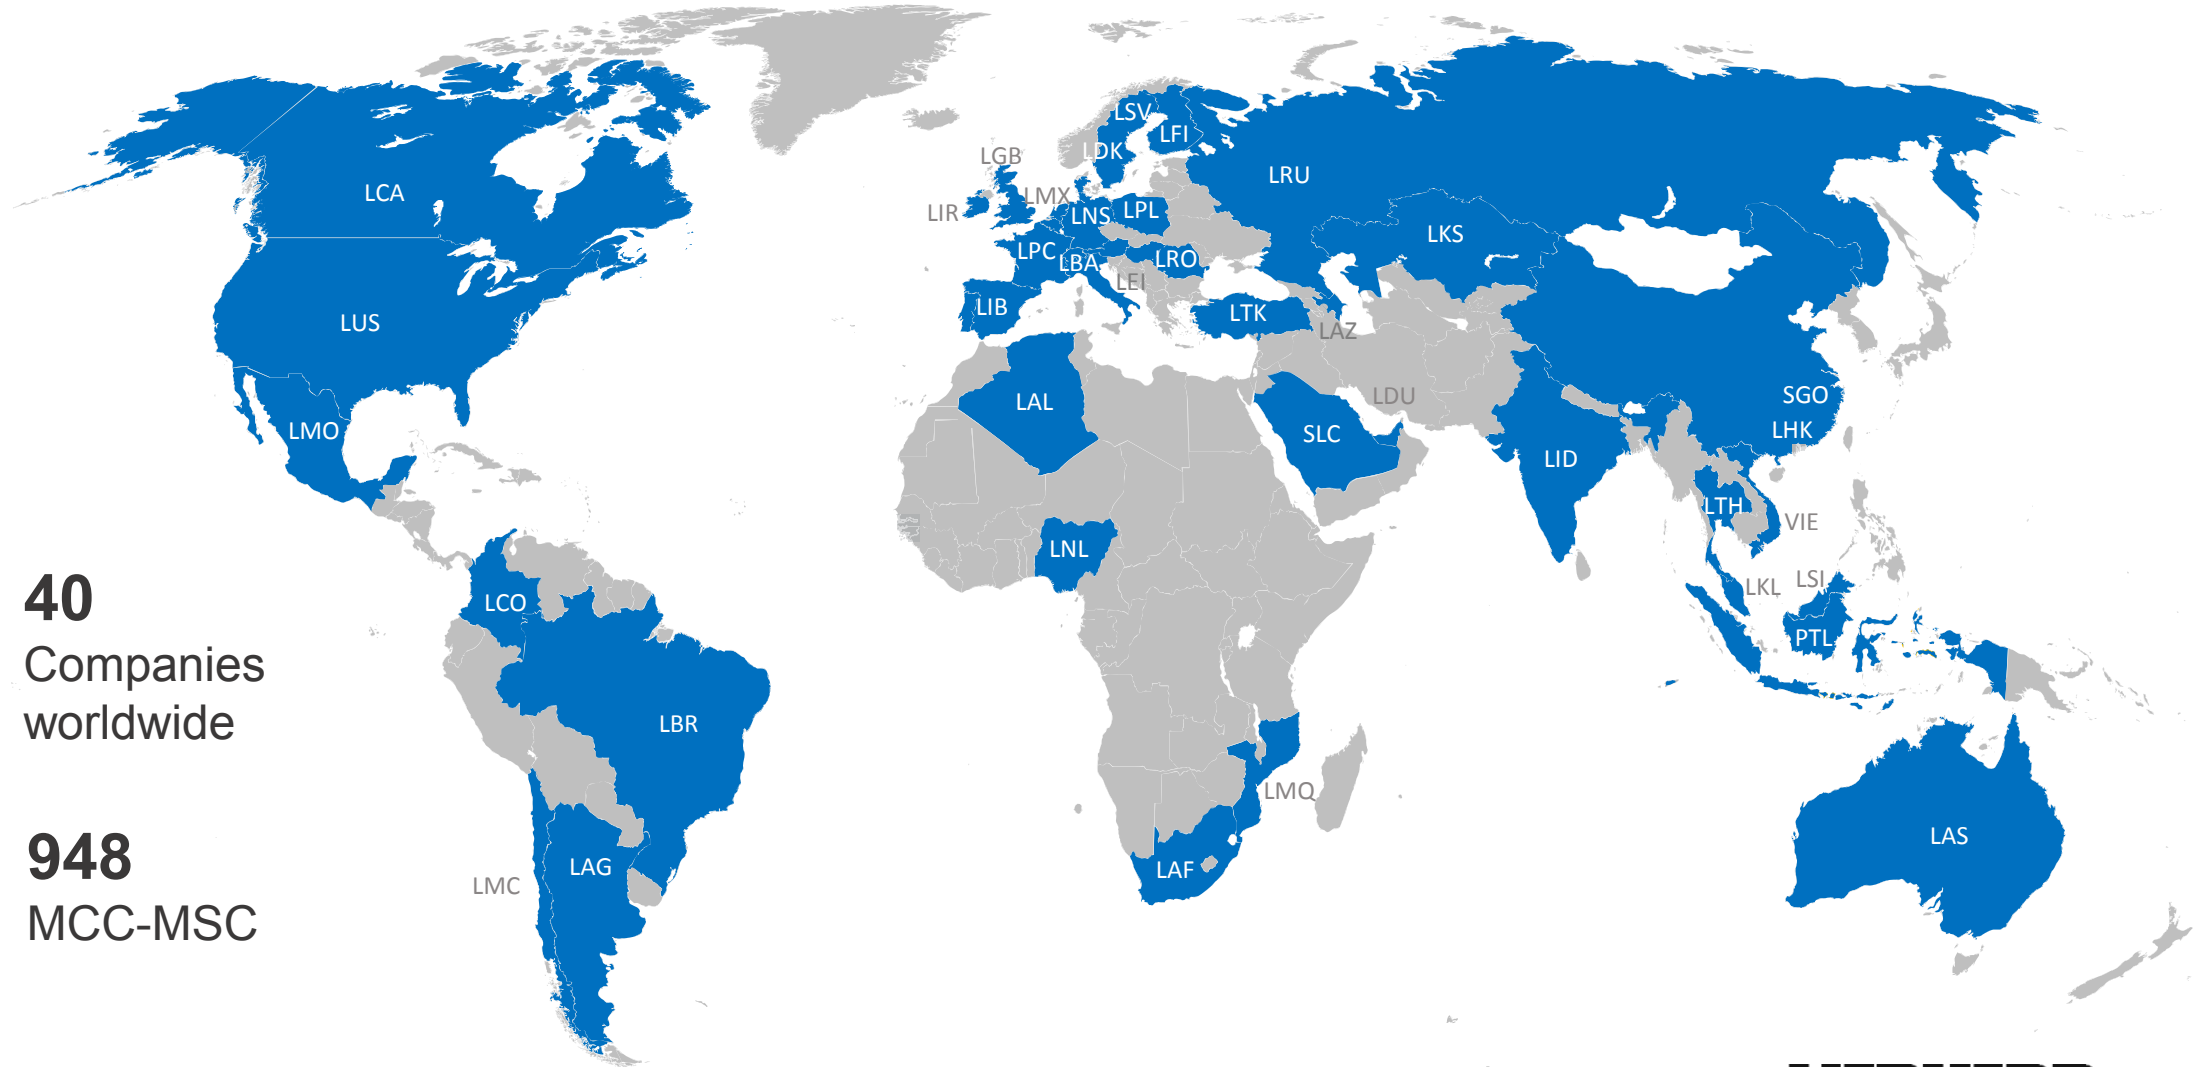 LSV
LFI
LDK
LGB
LRU
LCA
LMX
LIR
LNS
LPL
LKS
LPC
LBA
LRO
LEI
LIB
LTK
LUS
LAZ
LDU
SGO
LAL
LMO
SLC
LHK
LID
LTH
VIE
LNL
LKL
LSI
LCO
PTL
40
Companies
worldwide
LBR
LMQ
LAS
948
MCC-MSC
LMC
LAG
LAF